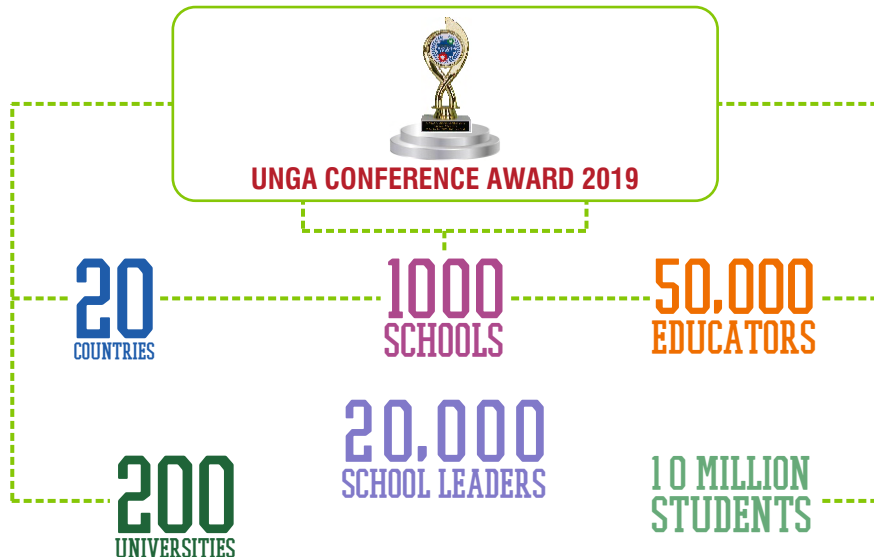 UNGA CONFERENCE AWARD 2019
20
COUNTRIES
1000
SCHOOLS
50,000
EDUCATORS
20,000
SCHOOL LEADERS
200
UNIVERSITIES
10 MILLION
STUDENTS